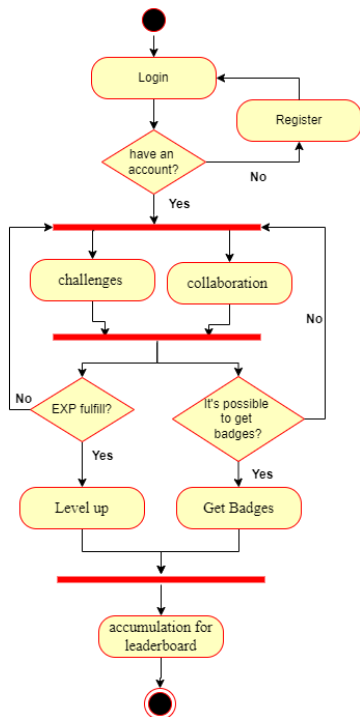 Login
Register
have an
account?
No
Yes
challenges
collaboration
No
No
EXP fulfill?
It's possible
to get
badges?
Yes
Yes
Level up
Get Badges
accumulation for
leaderboard